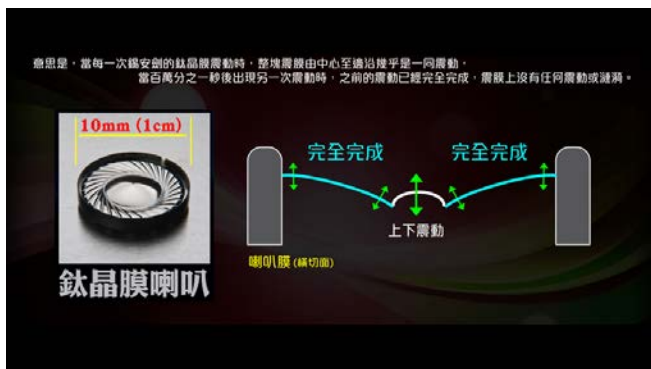 意思是，當每一次錫安劍的鈦晶膜震動時，整塊震膜由中心至邊沿幾乎是一同震動，
當百萬分之一秒後出現另一次震動時，之前的震動已經完全完成，震膜上沒有任何震動或漣漪。
10mm (1cm)
完全完成
完全完成
上下震動
喇叭膜 (橫切面)
鈦晶膜喇叭